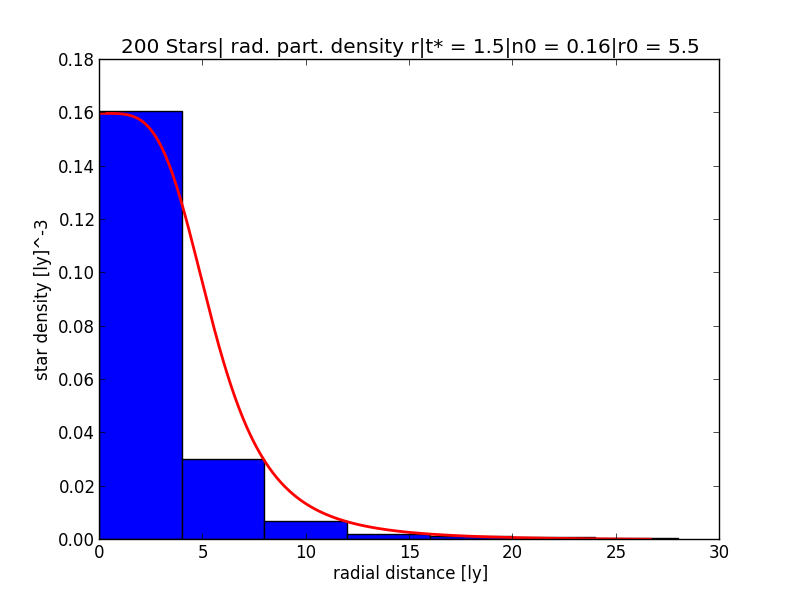 200 Stars| rad. part. density r|t* = 1.5|n0 = 0.16|r0 = 5.5
0.18
0.16
0.14
0.12
0.10
0.08
0.06
0.04
0.02
0.00
star density [ly]^-3
0 5 10 15 20 25 30
radial distance [ly]